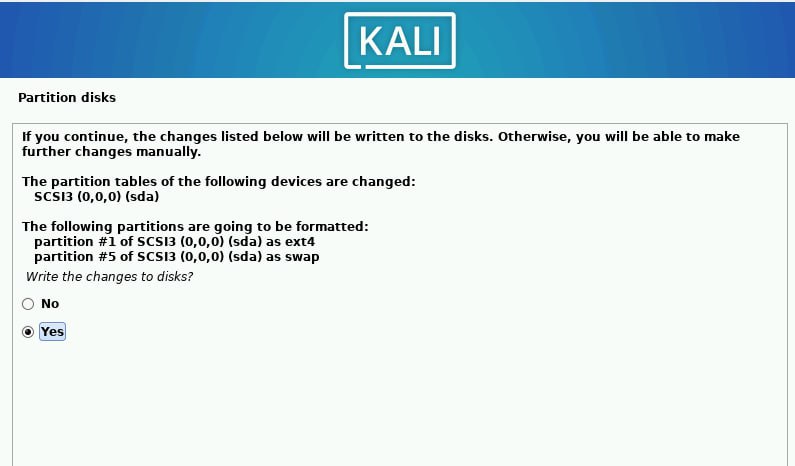 KALI
Partition disks
If you continue, the changes listed below will be written to the disks. Otherwise, you will be able to make
further changes manually.
The partition tables of the following devices are changed:
SCSI3 (0,0,0) (sda)
The following partitions are going to be formatted:
partition #1 of SCSI3 (0,0,0) (sda) as ext4
partition #5 of SCSI3 (0,0,0) (sda) as swap
Write the changes to disks?
No
Yes